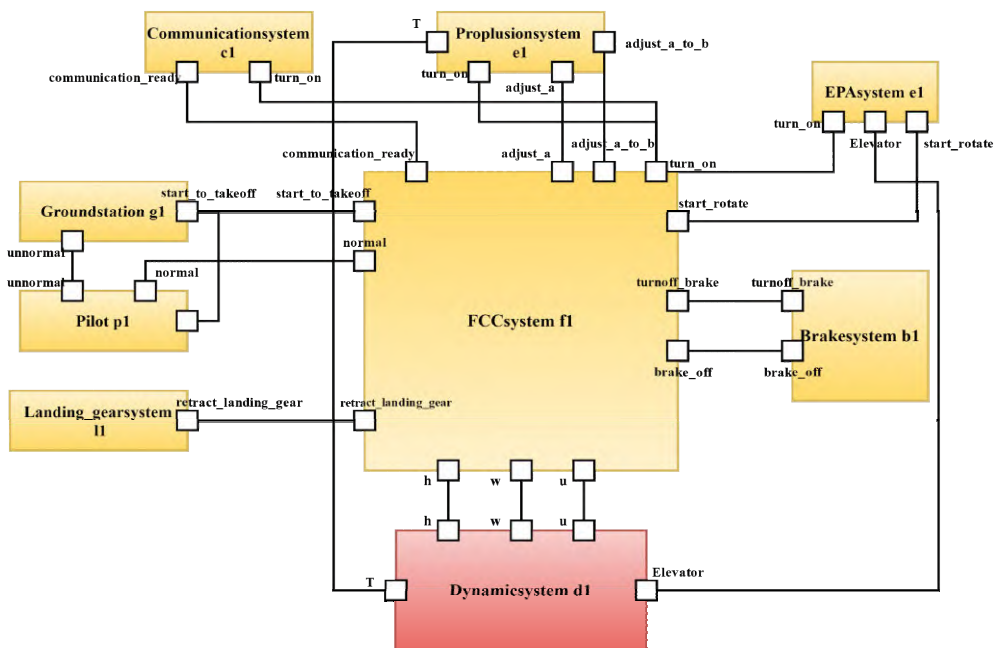 Communicationsystem
c1
communication_ready
turn_on
T
Proplusionsystem
e1
adjust_a_to_b
turn_on
adjust_a
EPAsystem e1
turn_on
Elevator
start_rotate
communication_ready
adjust_a
adjust_a_to_b
turn_on
Groundstation g1
start_to_takeoff
start_to_takeoff
start_rotate
unnormal
unnormal
normal
normal
Pilot p1
FCCsystem f1
turnoff_brake
turnoff_brake
Brakesystem b1
brake_off
brake_off
Landing_gearsystem
l1
retract_landing_gear
retract_landing_gear
h
w
u
h
w
u
T
Dynamicsystem d1
Elevator